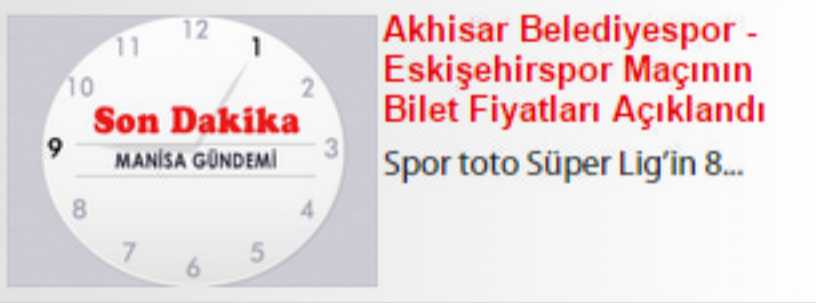 12
11
1
10
2
Son Dakika
9
3
MANİSA GÜNDEMİ
8
4
7
5
6
Akhisar Belediyespor -
Eskişehirspor Maçının
Bilet Fiyatları Açıklandı
Spor toto Süper Lig’in 8...